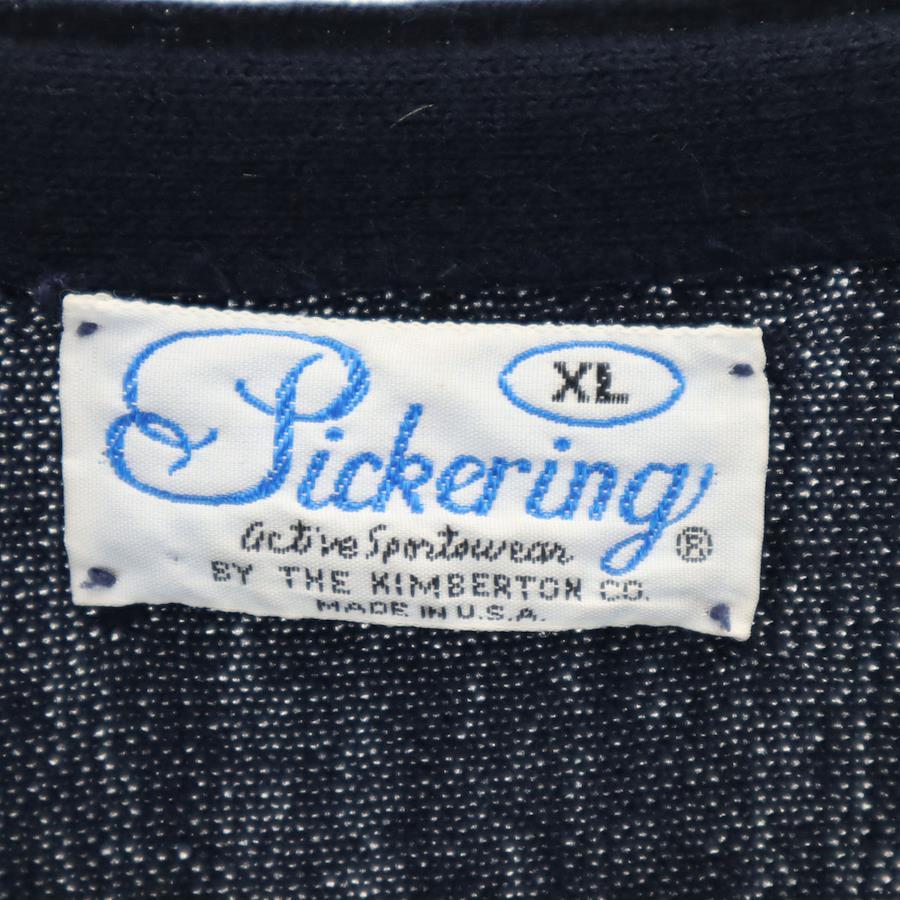 XL
Pickering
active Sportswear ®
BY THE KIMBERTON CO.
MADE IN U.S.A.